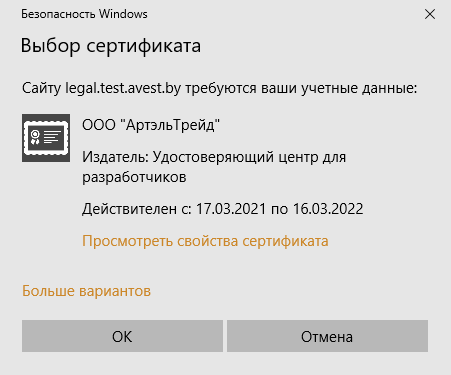 Безопасность Windows
Выбор сертификата
Сайту legal.test.avest.by требуются ваши учетные данные:
ООО "АртэльТрейд"
Издатель: Удостоверяющий центр для
разработчиков
Действителен с: 17.03.2021 по 16.03.2022
Просмотреть свойства сертификата
Больше вариантов
ОК
Отмена